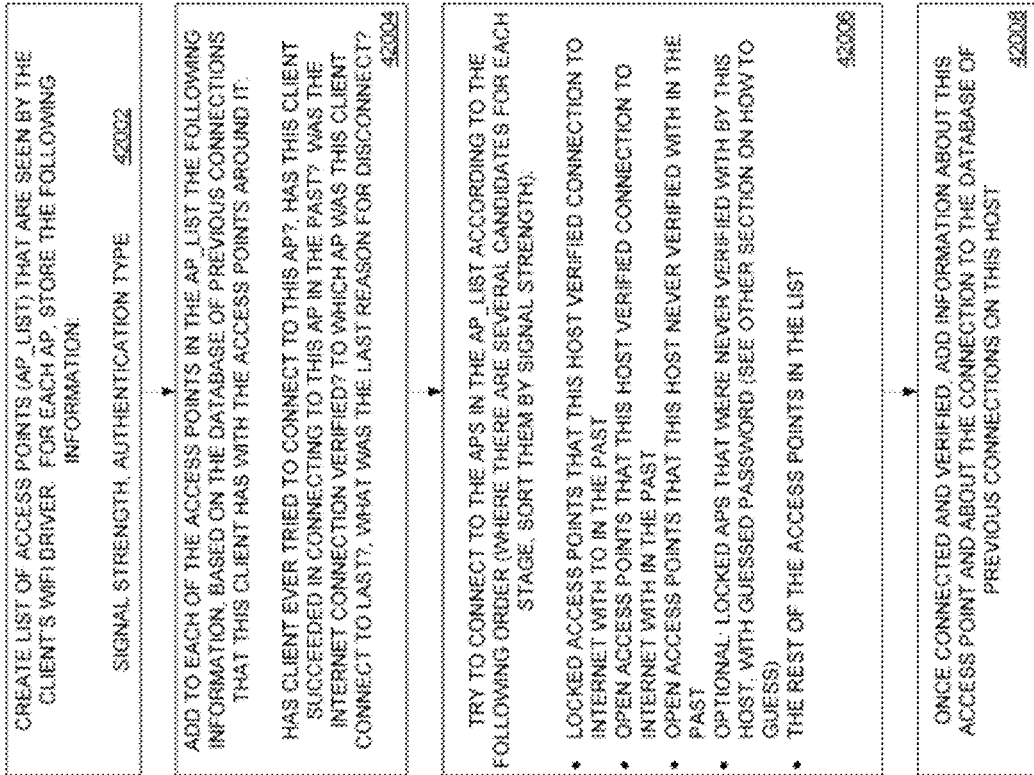 CREATE LIST OF ACCESS POINTS (AP_LIST) THAT ARE SEEN BY THE
CLIENT'S WIFI DRIVER. FOR EACH AP, STORE THE FOLLOWING
INFORMATION:
SIGNAL STRENGTH, AUTHENTICATION TYPE 42002
ADD TO EACH OF THE ACCESS POINTS IN THE AP_LIST THE FOLLOWING
INFORMATION, BASED ON THE DATABASE OF PREVIOUS CONNECTIONS
THAT THIS CLIENT HAS WITH THE ACCESS POINTS AROUND IT:
HAS CLIENT EVER TRIED TO CONNECT TO THIS AP?, HAS THIS CLIENT
SUCCEEDED IN CONNECTING TO THIS AP IN THE PAST? WAS THE
INTERNET CONNECTION VERIFIED? TO WHICH AP WAS THIS CLIENT
CONNECT TO LAST?, WHAT WAS THE LAST REASON FOR DISCONNECT?
42004
TRY TO CONNECT TO THE APS IN THE AP_LIST ACCORDING TO THE
FOLLOWING ORDER (WHERE THERE ARE SEVERAL CANDIDATES FOR EACH
STAGE, SORT THEM BY SIGNAL STRENGTH):
• LOCKED ACCESS POINTS THAT THIS HOST VERIFIED CONNECTION TO
INTERNET WITH TO IN THE PAST
• OPEN ACCESS POINTS THAT THIS HOST VERIFIED CONNECTION TO
INTERNET WITH IN THE PAST
• OPEN ACCESS POINTS THAT THIS HOST NEVER VERIFIED WITH IN THE
PAST
• OPTIONAL: LOCKED APS THAT WERE NEVER VERIFIED WITH BY THIS
HOST, WITH GUESSED PASSWORD (SEE OTHER SECTION ON HOW TO
GUESS)
• THE REST OF THE ACCESS POINTS IN THE LIST
42006
ONCE CONNECTED AND VERIFIED, ADD INFORMATION ABOUT THIS
ACCESS POINT AND ABOUT THE CONNECTION TO THE DATABASE OF
PREVIOUS CONNECTIONS ON THIS HOST
42008